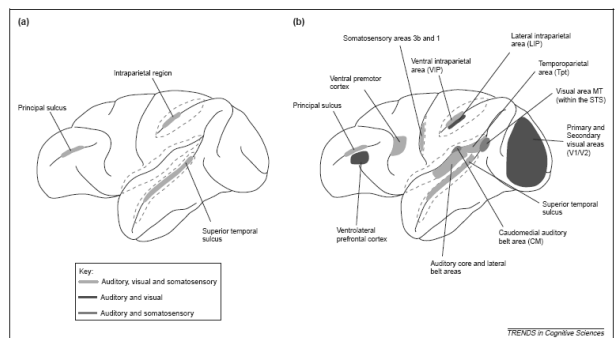 (a)
Intraparietal region
Principal sulcus
Superior temporal
sulcus
Key:
Auditory, visual and somatosensory
Auditory and visual
Auditory and somatosensory
(b)
Somatosensory areas 3b and 1
Lateral intraparietal
area (LIP)
Ventral intraparietal
area (VIP)
Temporoparietal
area (Tpt)
Ventral premotor
cortex
Visual area MT
(within the STS)
Principal sulcus
Primary and
Secondary
visual areas
(V1/V2)
Superior temporal
sulcus
Ventrolateral
prefrontal cortex
Caudomedial auditory
belt area (CM)
Auditory core and lateral
belt areas
TRENDS in Cognitive Sciences